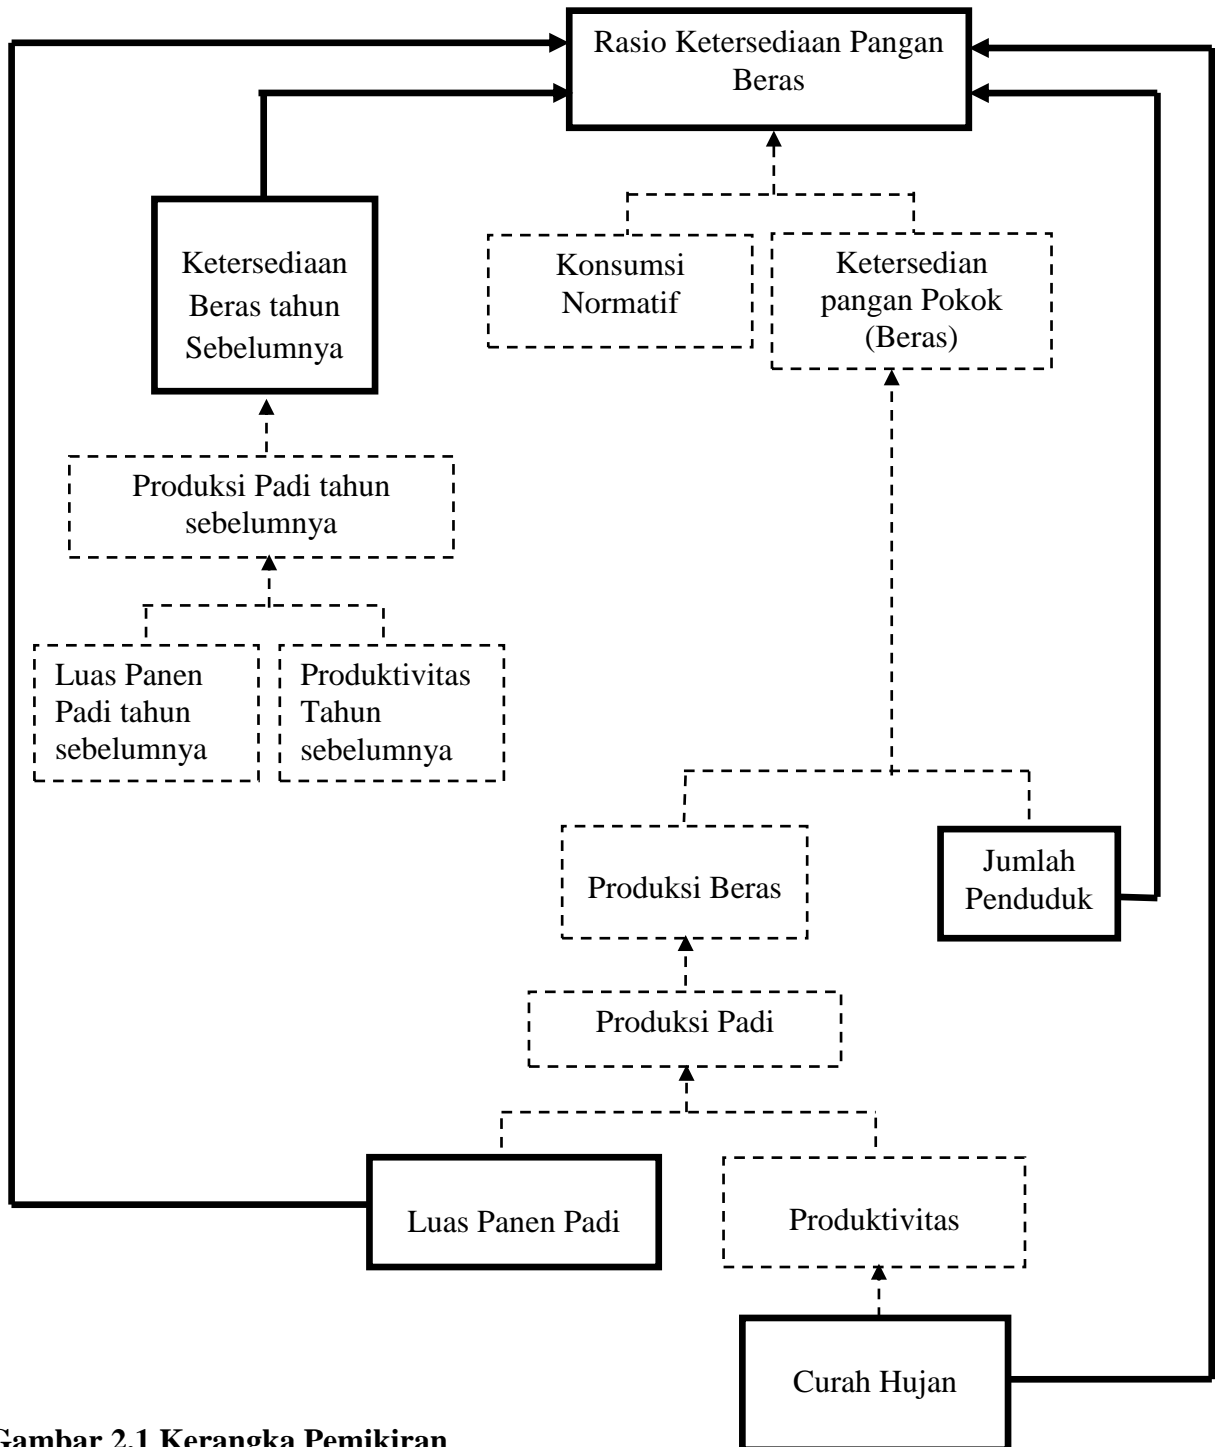 Rasio Ketersediaan Pangan
Beras
Ketersediaan
Beras tahun
Sebelumnya
Konsumsi
Normatif
Ketersedian
pangan Pokok
(Beras)
Produksi Padi tahun
sebelumnya
Luas Panen
Padi tahun
sebelumnya
Produktivitas
Tahun
sebelumnya
Produksi Beras
Jumlah
Penduduk
Produksi Padi
Luas Panen Padi
Produktivitas
Curah Hujan
Gambar 2.1 Kerangka Pemikiran